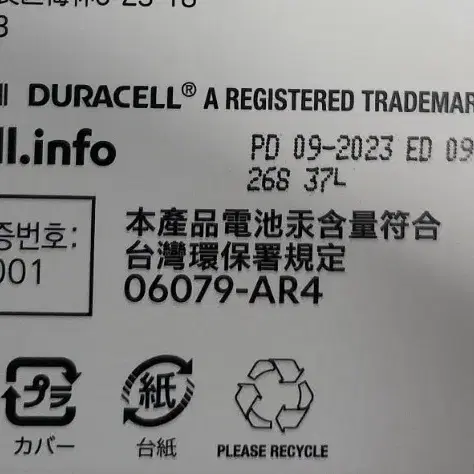 DURACELL® A REGISTERED TRADEMAR
ll.info
PD 09-2023 ED 09
268 37L
증번호:
001
本產品電池汞含量符合
台灣環保署規定
06079-AR4
プラ
紙
カバー
台紙
PLEASE RECYCLE